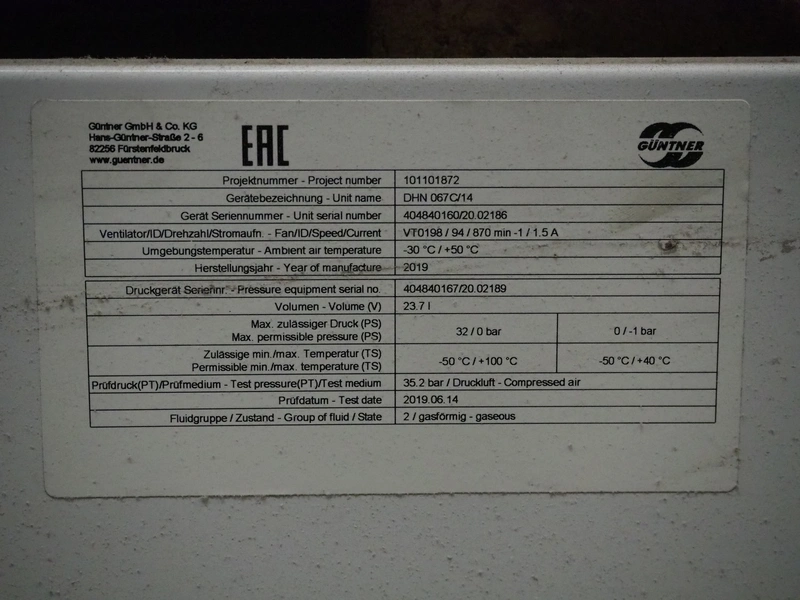 Güntner GmbH & Co. KG
Hans-Güntner-Straße 2 - 6
82256 Fürstenfeldbruck
www.guentner.de
EAC
GÜNTNER
Projektnummer - Project number 101101872
Gerätebezeichnung - Unit name DHN 067C/14
Gerät Seriennummer - Unit serial number 404840160/20.02186
Ventilator/ID/Drehzahl/Stromaufn. - Fan/ID/Speed/Current VT0198 / 94 / 870 min -1 / 1.5 A
Umgebungstemperatur - Ambient air temperature -30 °C / +50 °C
Herstellungsjahr - Year of manufacture 2019
Druckgerät Seriennr. - Pressure equipment serial no. 404840167/20.02189
Volumen - Volume (V) 23.7 l
Max. zulässiger Druck (PS)
Max. permissible pressure (PS) 32 / 0 bar 0 / -1 bar
Zulässige min./max. Temperatur (TS)
Permissible min./max. temperature (TS) -50 °C / +100 °C -50 °C / +40 °C
Prüfdruck(PT)/Prüfmedium - Test pressure(PT)/Test medium 35.2 bar / Druckluft - Compressed air
Prüfdatum - Test date 2019.06.14
Fluidgruppe / Zustand - Group of fluid / State 2 / gasförmig - gaseous